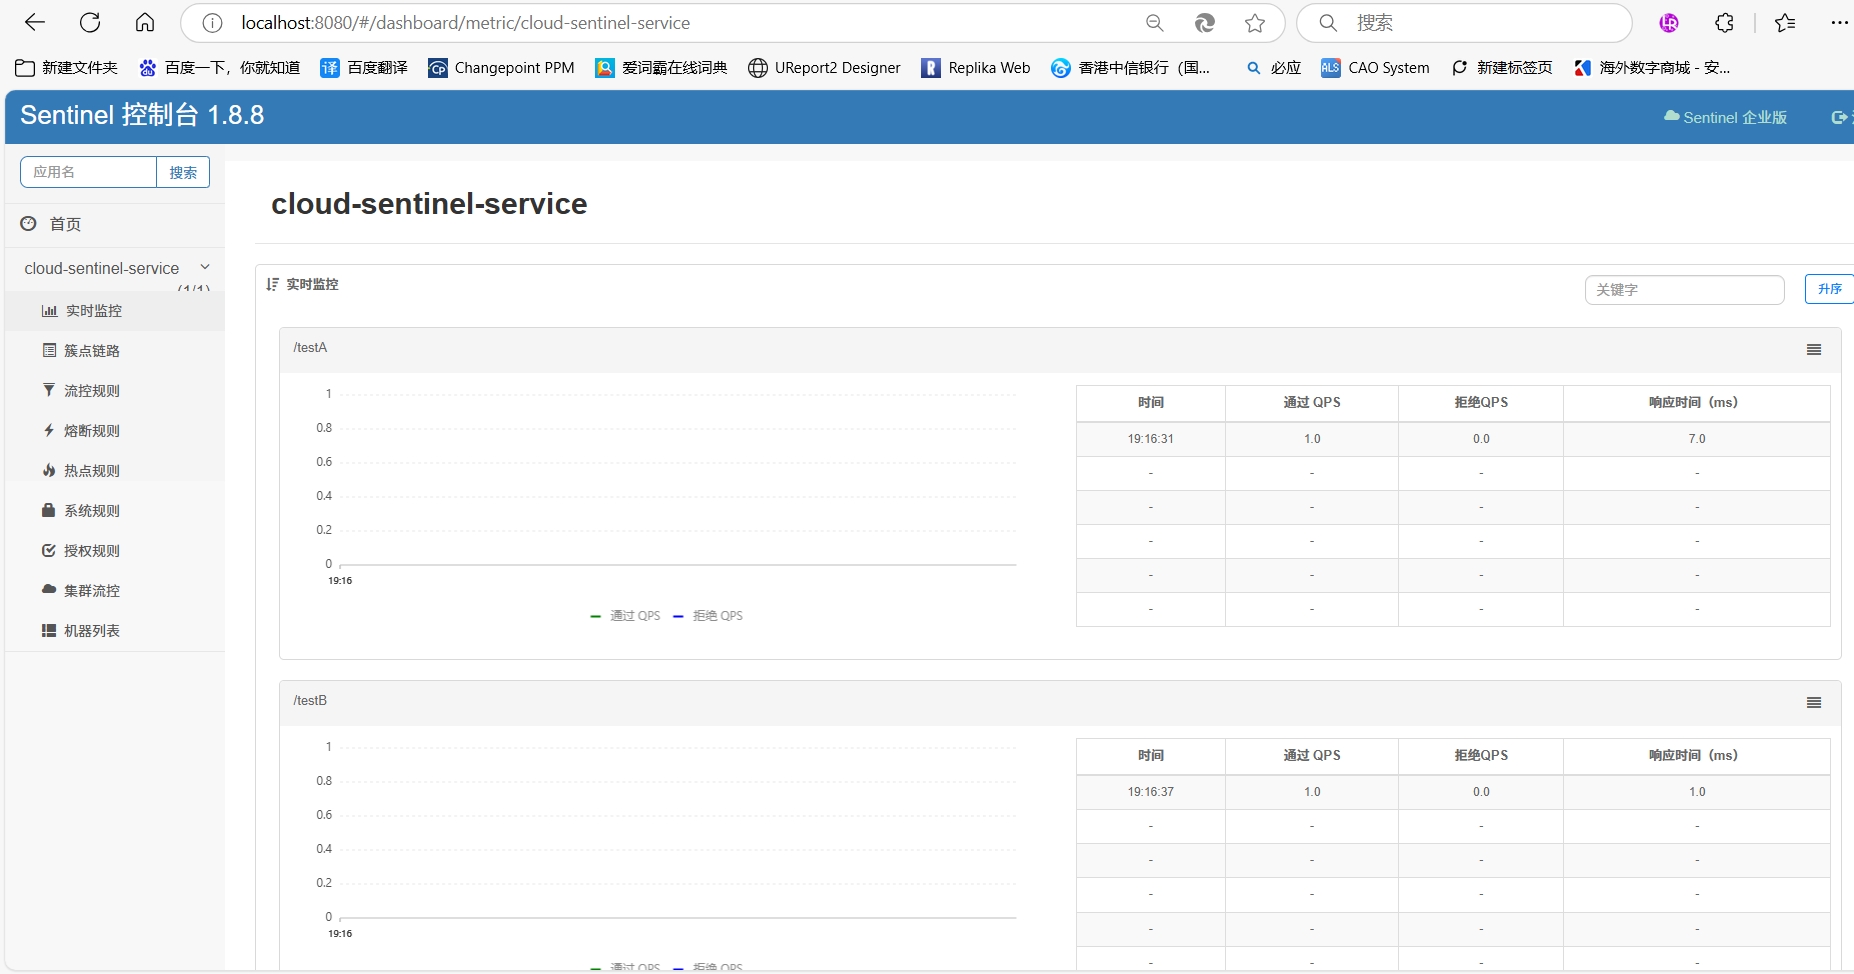 localhost:8080/#/dashboard/metric/cloud-sentinel-service
搜索
新建文件夹 百度一下，你就知道 百度翻译 Changepoint PPM 爱词霸在线词典 UReport2 Designer Replika Web 香港中信银行（国... 必应 CAO System 新建标签页 海外数字商城 - 安...
Sentinel 控制台 1.8.8
Sentinel 企业版
应用名 搜索
首页
cloud-sentinel-service
(1/1)
实时监控
簇点链路
流控规则
熔断规则
热点规则
系统规则
授权规则
集群流控
机器列表
cloud-sentinel-service
实时监控
关键字 升序
/testA
1
0.8
0.6
0.4
0.2
0
19:16
通过 QPS 拒绝 QPS
时间 通过 QPS 拒绝QPS 响应时间（ms）
19:16:31 1.0 0.0 7.0
- - - -
- - - -
- - - -
- - - -
- - - -
/testB
1
0.8
0.6
0.4
0.2
0
19:16
通过 QPS 拒绝 QPS
时间 通过 QPS 拒绝QPS 响应时间（ms）
19:16:37 1.0 0.0 1.0
- - - -
- - - -
- - - -
- - - -
- - - -